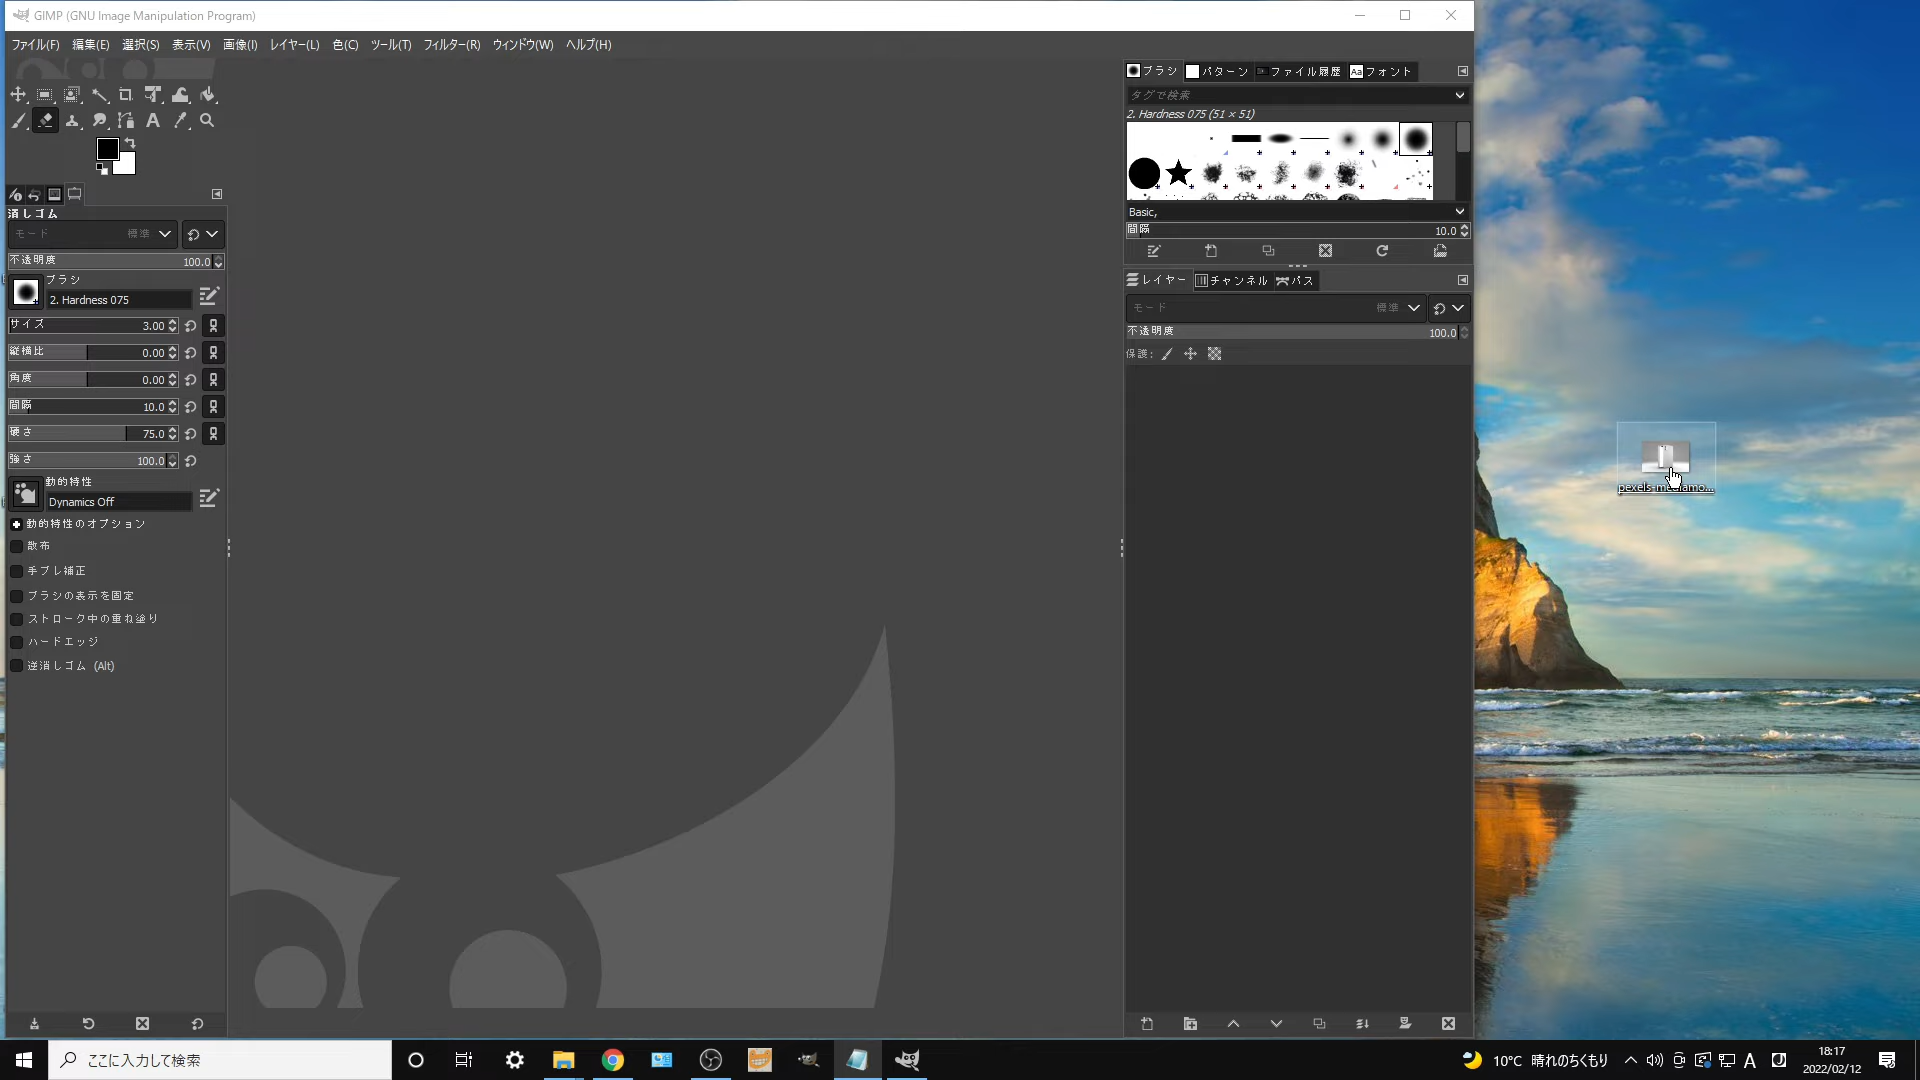 GIMP (GNU Image Manipulation Program)
ファイル(F) 編集(E) 選択(S) 表示(V) 画像(I) レイヤー(L) 色(C) ツール(T) フィルター(R) ウィンドウ(W) ヘルプ(H)
消しゴム
モード 標準
不透明度 100.0
ブラシ
2. Hardness 075
サイズ 3.00
縦横比 0.00
角度 0.00
間隔 10.0
硬さ 75.0
強さ 100.0
動的特性
Dynamics Off
動的特性のオプション
散布
手ブレ補正
ブラシの表示を固定
ストローク中の重ね塗り
ハードエッジ
逆消しゴム (Alt)
ブラシ パターン ファイル履歴 Aa フォント
タグで検索
2. Hardness 075 (51 × 51)
Basic,
間隔 10.0
レイヤー チャンネル パス
モード 標準
不透明度 100.0
保護:
ここに入力して検索
10°C 晴れのちくもり
A
18:17
2022/02/12